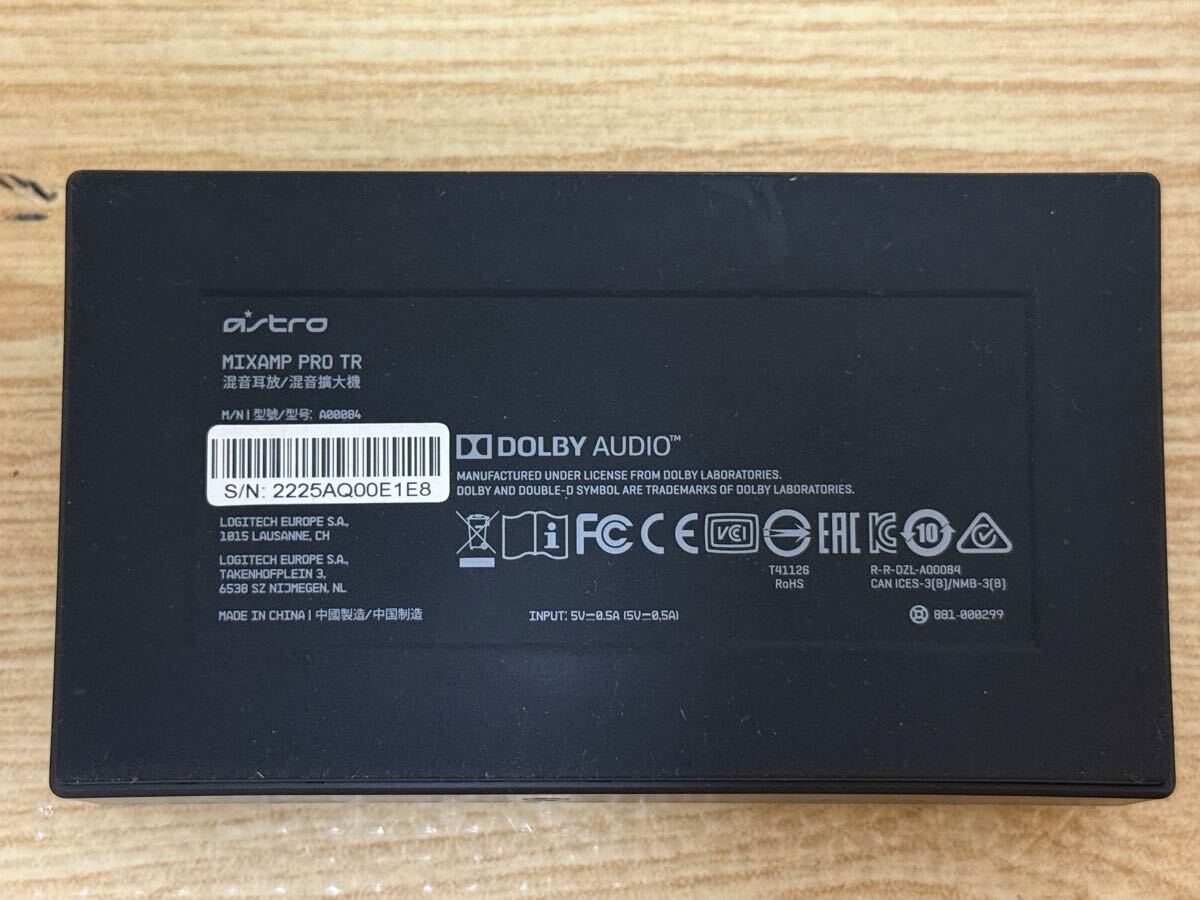 astro
MIXAMP PRO TR
混音耳放/混音擴大機
M/N | 型號/型号: A00084
S/N: 2225AQ00E1E8
DOLBY AUDIO™
MANUFACTURED UNDER LICENSE FROM DOLBY LABORATORIES.
DOLBY AND DOUBLE-D SYMBOL ARE TRADEMARKS OF DOLBY LABORATORIES.
LOGITECH EUROPE S.A.,
1015 LAUSANNE, CH
LOGITECH EUROPE S.A.,
TAKENHOFPLEIN 3,
6538 SZ NIJMEGEN, NL
i FC CE VCI EAC 10
T41126
RoHS
R-R-DZL-A00084
CAN ICES-3(B)/NMB-3(B)
MADE IN CHINA | 中國製造/中国制造
INPUT: 5V⎓0.5A (5V⎓0,5A)
881-000299